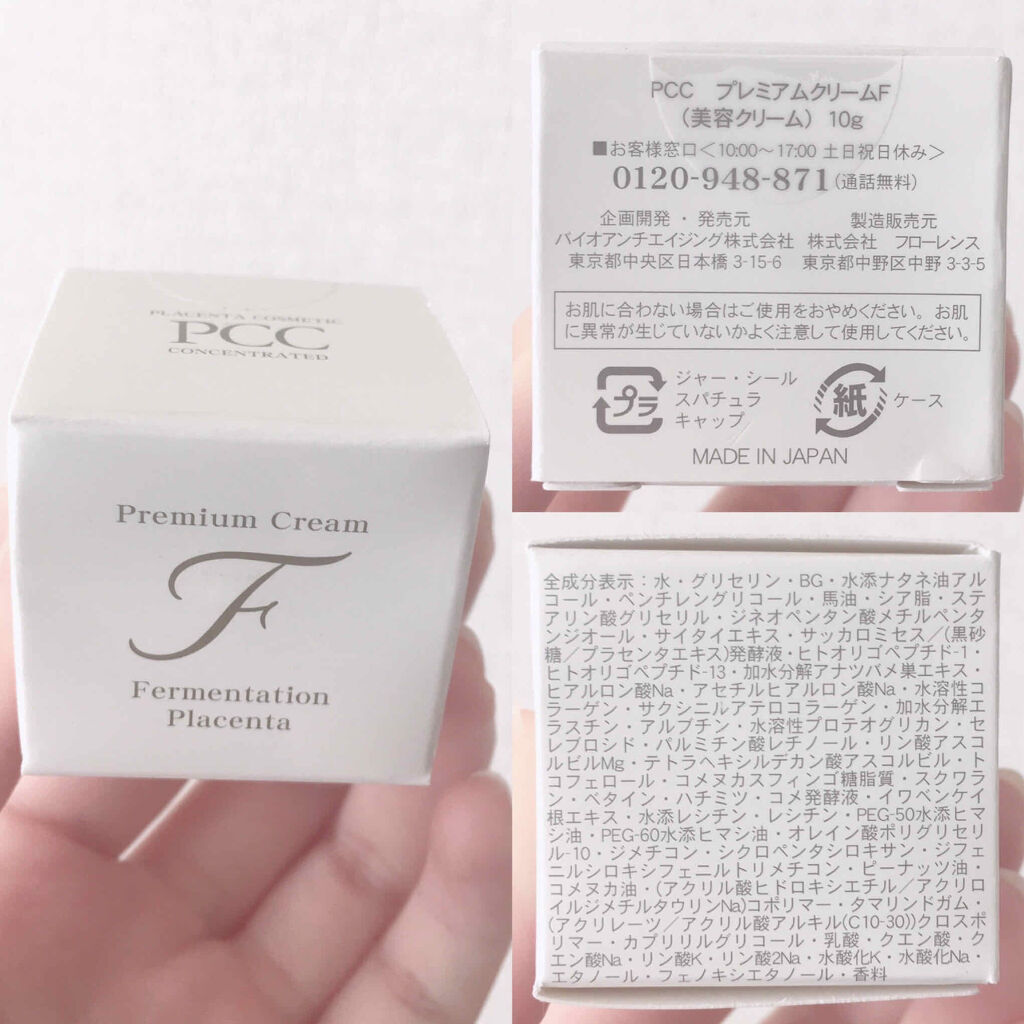 PLACENTA COSMETIC
PCC
CONCENTRATED
Premium Cream
F
Fermentation
Placenta
PCC プレミアムクリームF
(美容クリーム) 10g
■お客様窓口<10:00~17:00 土日祝日休み>
0120-948-871(通話無料)
企画開発・発売元 製造販売元
バイオアンチエイジング株式会社 株式会社 フローレンス
東京都中央区日本橋 3-15-6 東京都中野区中野 3-3-5
お肌に合わない場合はご使用をおやめください。お肌
に異常が生じていないかよく注意して使用してください。
プラ ジャー・シール
スパチュラ
キャップ
紙 ケース
MADE IN JAPAN
全成分表示:水・グリセリン・BG・水添ナタネ油アル
コール・ペンチレングリコール・馬油・シア脂・ステ
アリン酸グリセリル・ジネオペンタン酸メチルペンタ
ンジオール・サイタイエキス・サッカロミセス/(黒砂
糖/プラセンタエキス)発酵液・ヒトオリゴペプチド-1・
ヒトオリゴペプチド-13・加水分解アナツバメ巣エキス・
ヒアルロン酸Na・アセチルヒアルロン酸Na・水溶性コ
ラーゲン・サクシニルアテロコラーゲン・加水分解エ
ラスチン・アルブチン・水溶性プロテオグリカン・セ
レブロシド・パルミチン酸レチノール・リン酸アスコ
ルビルMg・テトラヘキシルデカン酸アスコルビル・ト
コフェロール・コメヌカスフィンゴ糖脂質・スクワラ
ン・ベタイン・ハチミツ・コメ発酵液・イワベンケイ
根エキス・水添レシチン・レシチン・PEG-50水添ヒマ
シ油・PEG-60水添ヒマシ油・オレイン酸ポリグリセリ
ル-10・ジメチコン・シクロペンタシロキサン・ジフェ
ニルシロキシフェニルトリメチコン・ピーナッツ油・
コメヌカ油・(アクリル酸ヒドロキシエチル/アクリロ
イルジメチルタウリンNa)コポリマー・タマリンドガム・
(アクリレーツ/アクリル酸アルキル(C10-30))クロスポ
リマー・カプリリルグリコール・乳酸・クエン酸・ク
エン酸Na・リン酸K・リン酸2Na・水酸化K・水酸化Na・
エタノール・フェノキシエタノール・香料